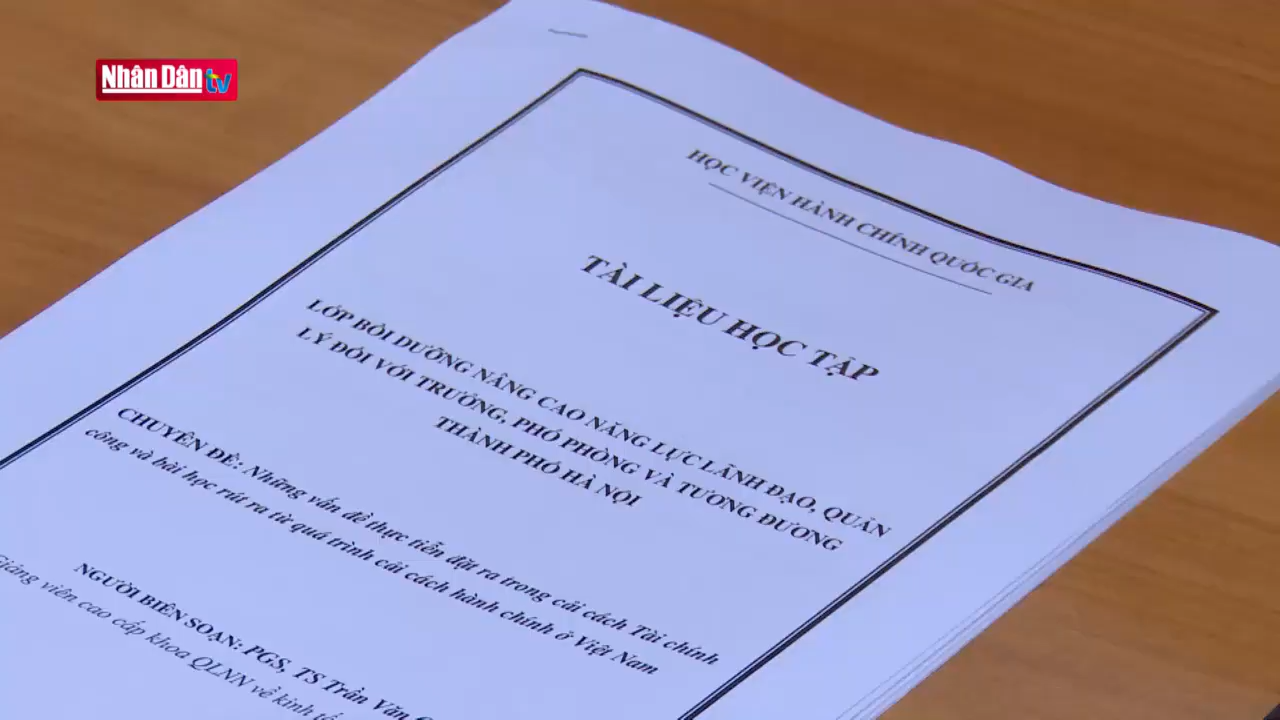 Nhân Dân tv
HỌC VIỆN HÀNH CHÍNH QUỐC GIA
TÀI LIỆU HỌC TẬP
LỚP BỒI DƯỠNG NÂNG CAO NĂNG LỰC LÃNH ĐẠO, QUẢN
LÝ ĐỐI VỚI TRƯỞNG, PHÓ PHÒNG VÀ TƯƠNG ĐƯƠNG
THÀNH PHỐ HÀ NỘI
CHUYÊN ĐỀ: Những vấn đề thực tiễn đặt ra trong cải cách Tài chính
công và bài học rút ra từ quá trình cải cách hành chính ở Việt Nam
NGƯỜI BIÊN SOẠN: PGS, TS Trần Văn
Giảng viên cao cấp khoa QLNN về kinh tế